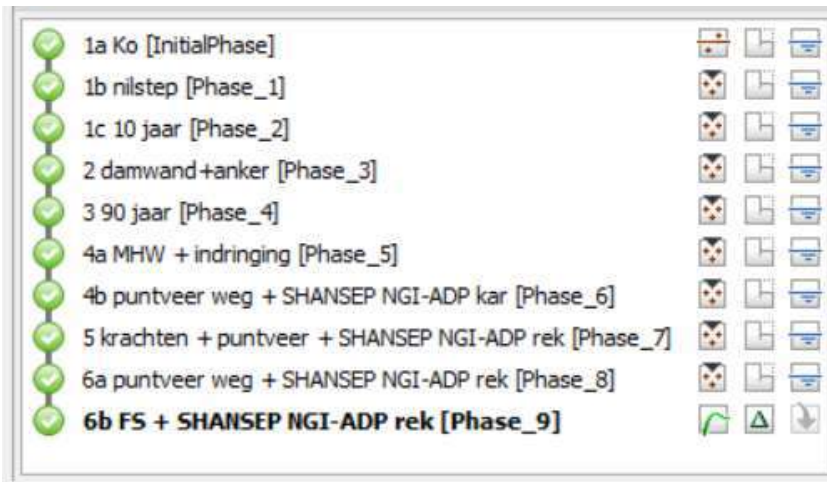 1a Ko [InitialPhase]
1b nilstep [Phase_1]
1c 10 jaar [Phase_2]
2 damwand+anker [Phase_3]
3 90 jaar [Phase_4]
4a MHW + indringing [Phase_5]
4b puntveer weg + SHANSEP NGI-ADP kar [Phase_6]
5 krachten + puntveer + SHANSEP NGI-ADP rek [Phase_7]
6a puntveer weg + SHANSEP NGI-ADP rek [Phase_8]
6b FS + SHANSEP NGI-ADP rek [Phase_9]